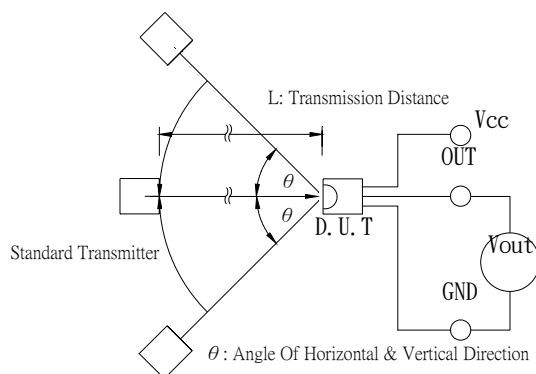 L: Transmission Distance
Vcc
OUT
θ
θ
D.U.T
Standard Transmitter
Vout
GND
θ : Angle Of Horizontal & Vertical Direction